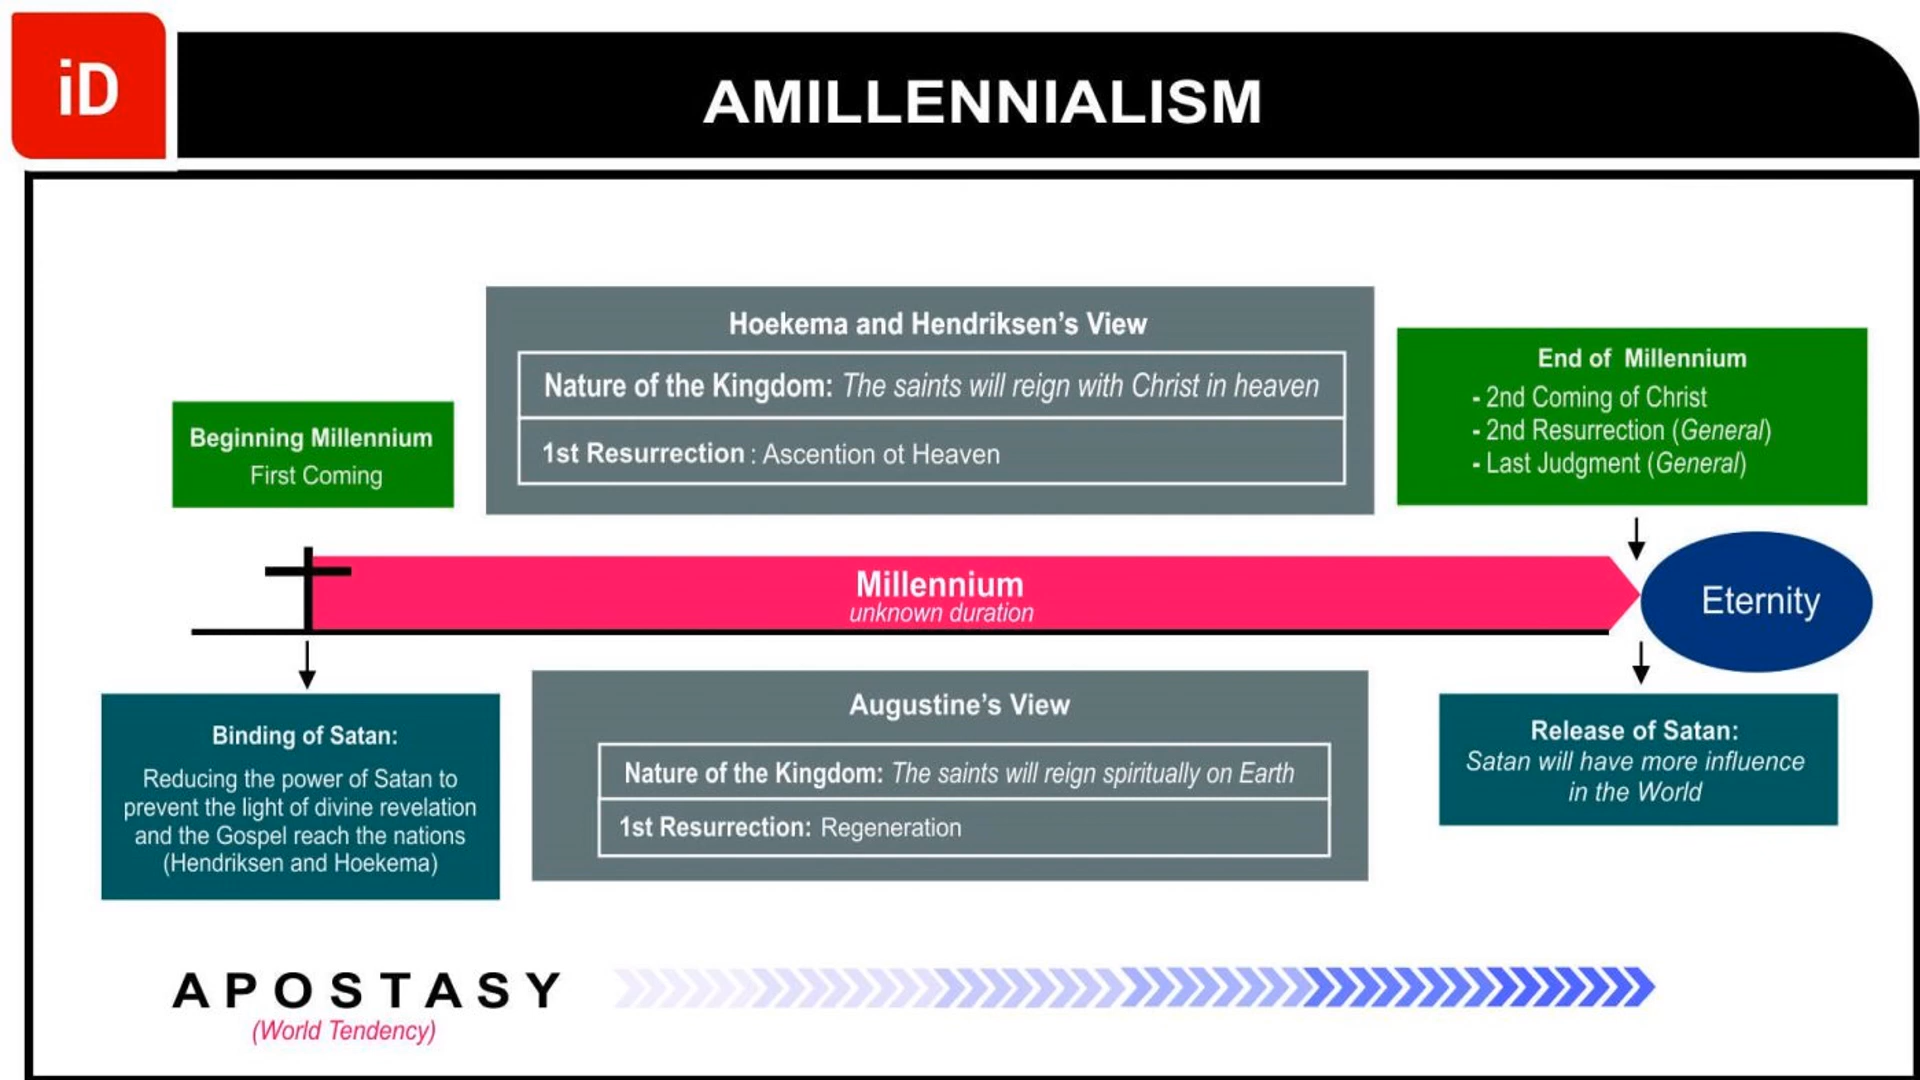 iD
AMILLENNIALISM
Hoekema and Hendriksen's View
Nature of the Kingdom: The saints will reign with Christ in heaven
1st Resurrection : Ascention ot Heaven
Beginning Millennium
First Coming
End of Millennium
- 2nd Coming of Christ
- 2nd Resurrection (General)
- Last Judgment (General)
Millennium
unknown duration
Eternity
Binding of Satan:
Reducing the power of Satan to
prevent the light of divine revelation
and the Gospel reach the nations
(Hendriksen and Hoekema)
Augustine's View
Nature of the Kingdom: The saints will reign spiritually on Earth
1st Resurrection: Regeneration
Release of Satan:
Satan will have more influence
in the World
APOSTASY
(World Tendency)